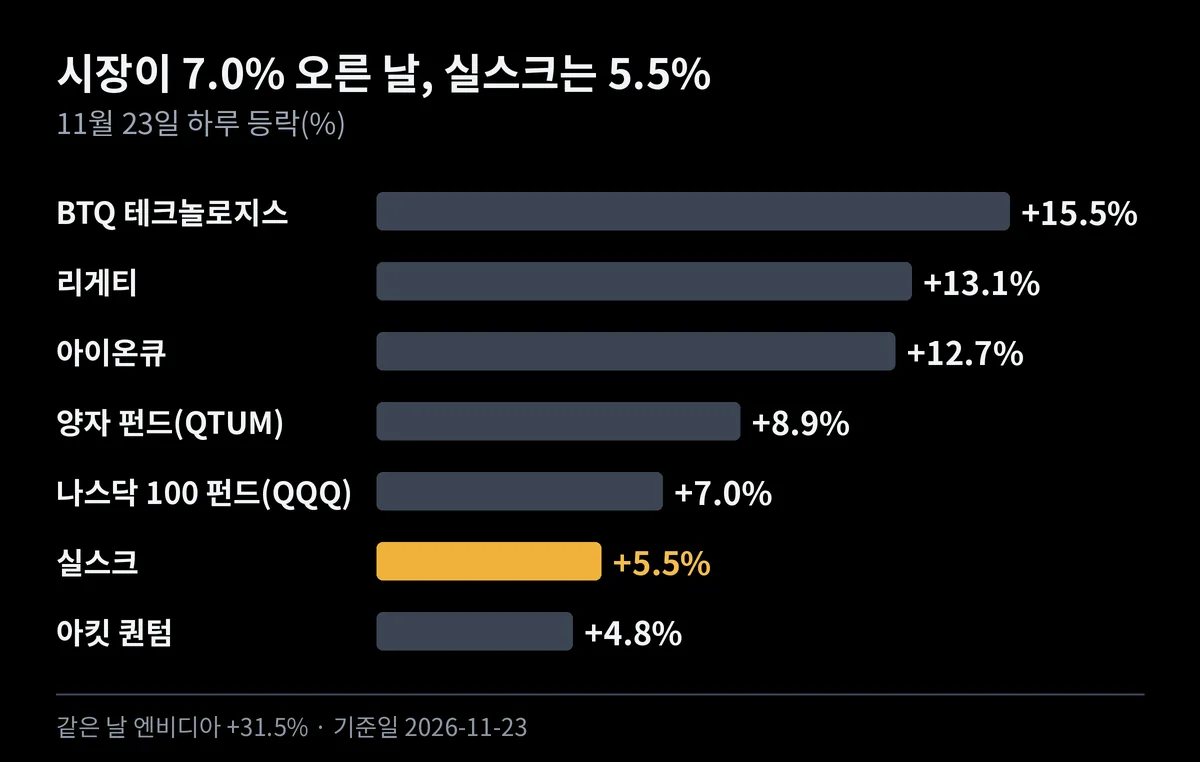 시장이 7.0% 오른 날, 실스크는 5.5%
11월 23일 하루 등락(%)
BTQ 테크놀로지스 +15.5%
리게티 +13.1%
아이온큐 +12.7%
양자 펀드(QTUM) +8.9%
나스닥 100 펀드(QQQ) +7.0%
실스크 +5.5%
아킷 퀀텀 +4.8%
같은 날 엔비디아 +31.5% · 기준일 2026-11-23